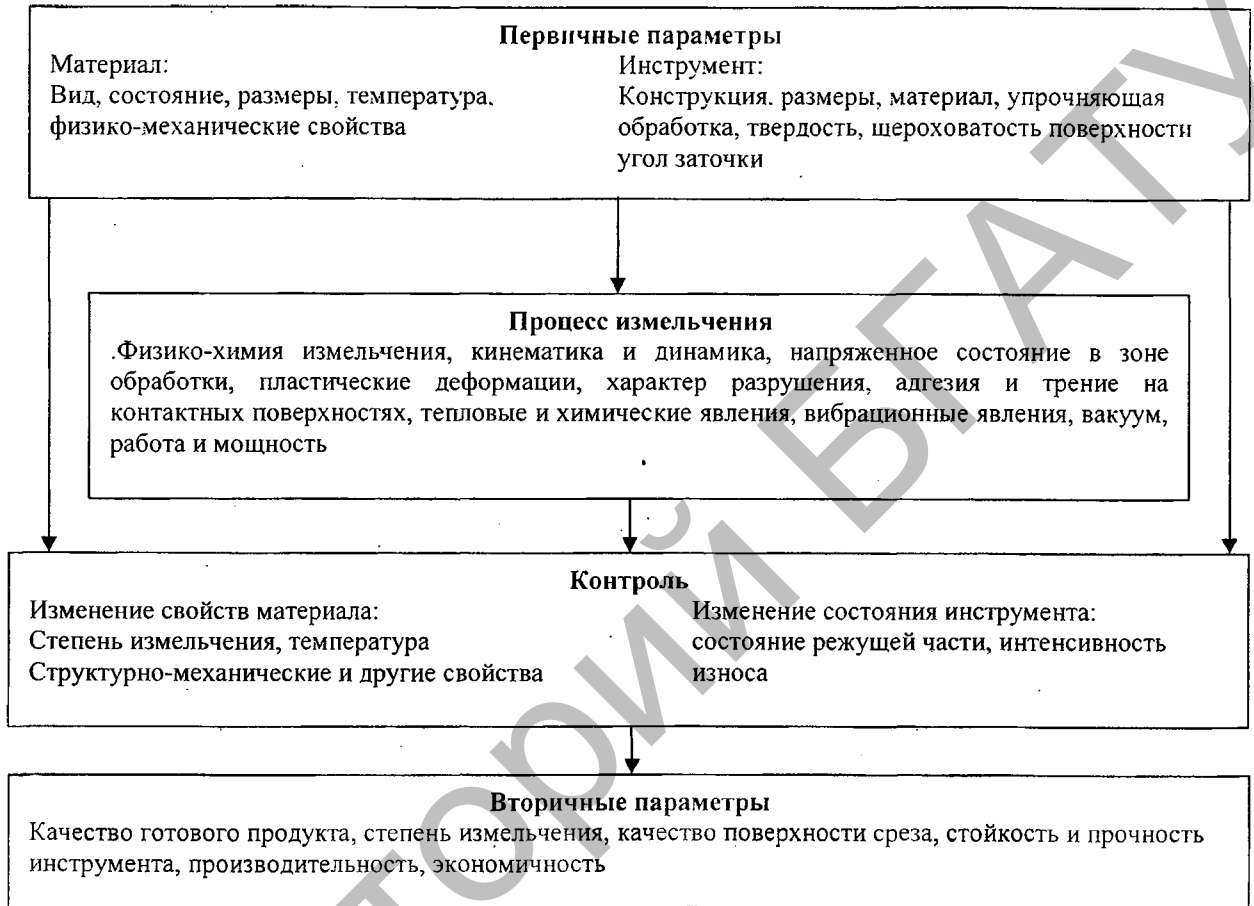 Первичные параметры
Материал:
Вид, состояние, размеры, температура.
физико-механические свойства
Инструмент:
Конструкция. размеры, материал, упрочняющая
обработка, твердость, шероховатость поверхности
угол заточки
Процесс измельчения
.Физико-химия измельчения, кинематика и динамика, напряженное состояние в зоне
обработки, пластические деформации, характер разрушения, адгезия и трение на
контактных поверхностях, тепловые и химические явления, вибрационные явления, вакуум,
работа и мощность
Контроль
Изменение свойств материала:
Степень измельчения, температура
Структурно-механические и другие свойства
Изменение состояния инструмента:
состояние режущей части, интенсивность
износа
Вторичные параметры
Качество готового продукта, степень измельчения, качество поверхности среза, стойкость и прочность
инструмента, производительность, экономичность
торий БГАТУ